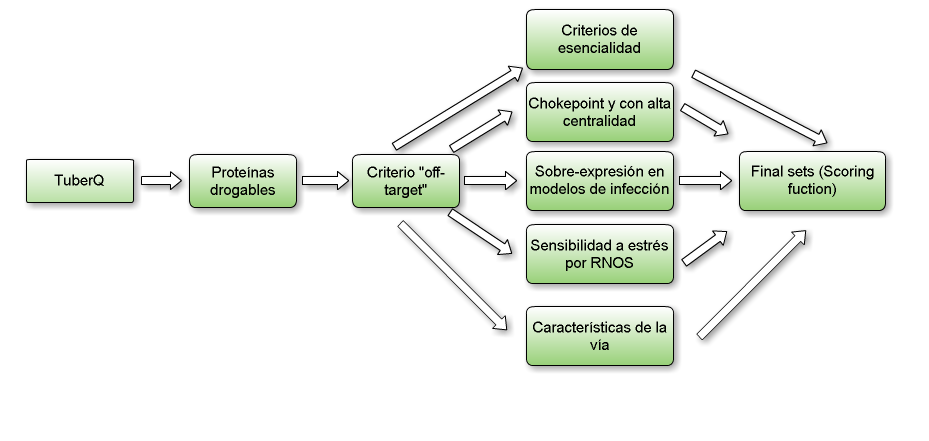 TuberQ
Proteínas
drogables
Criterio "off-
target"
Criterios de
esencialidad
Chokepoint y con alta
centralidad
Sobre-expresión en
modelos de infección
Sensibilidad a estrés
por RNOS
Características de la
vía
Final sets (Scoring
fuction)